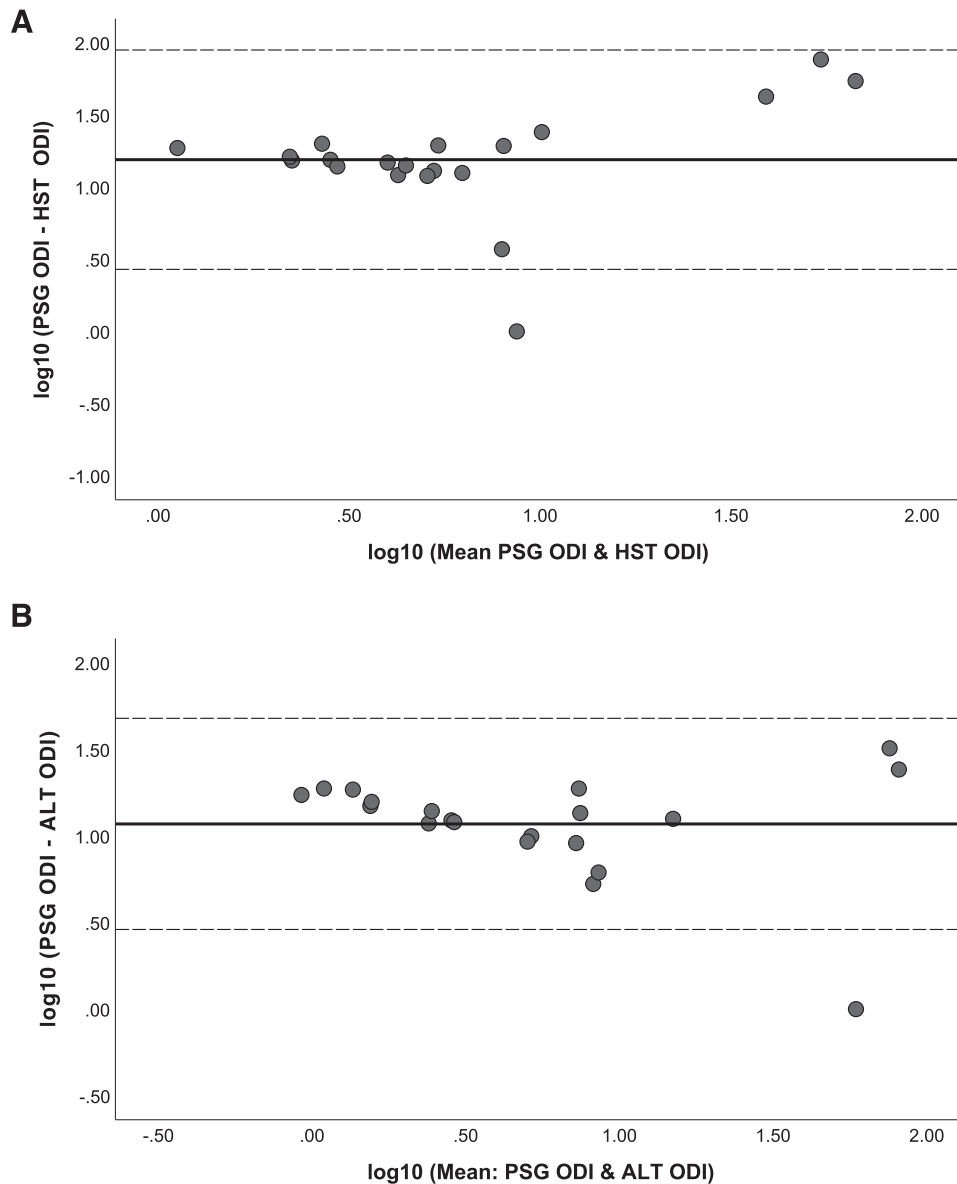 A
2.00
1.50
1.00
.50
.00
-.50
-1.00
log10 (PSG ODI - HST ODI)
.00 .50 1.00 1.50 2.00
log10 (Mean PSG ODI & HST ODI)
B
2.00
1.50
1.00
.50
.00
-.50
log10 (PSG ODI - ALT ODI)
-.50 .00 .50 1.00 1.50 2.00
log10 (Mean: PSG ODI & ALT ODI)